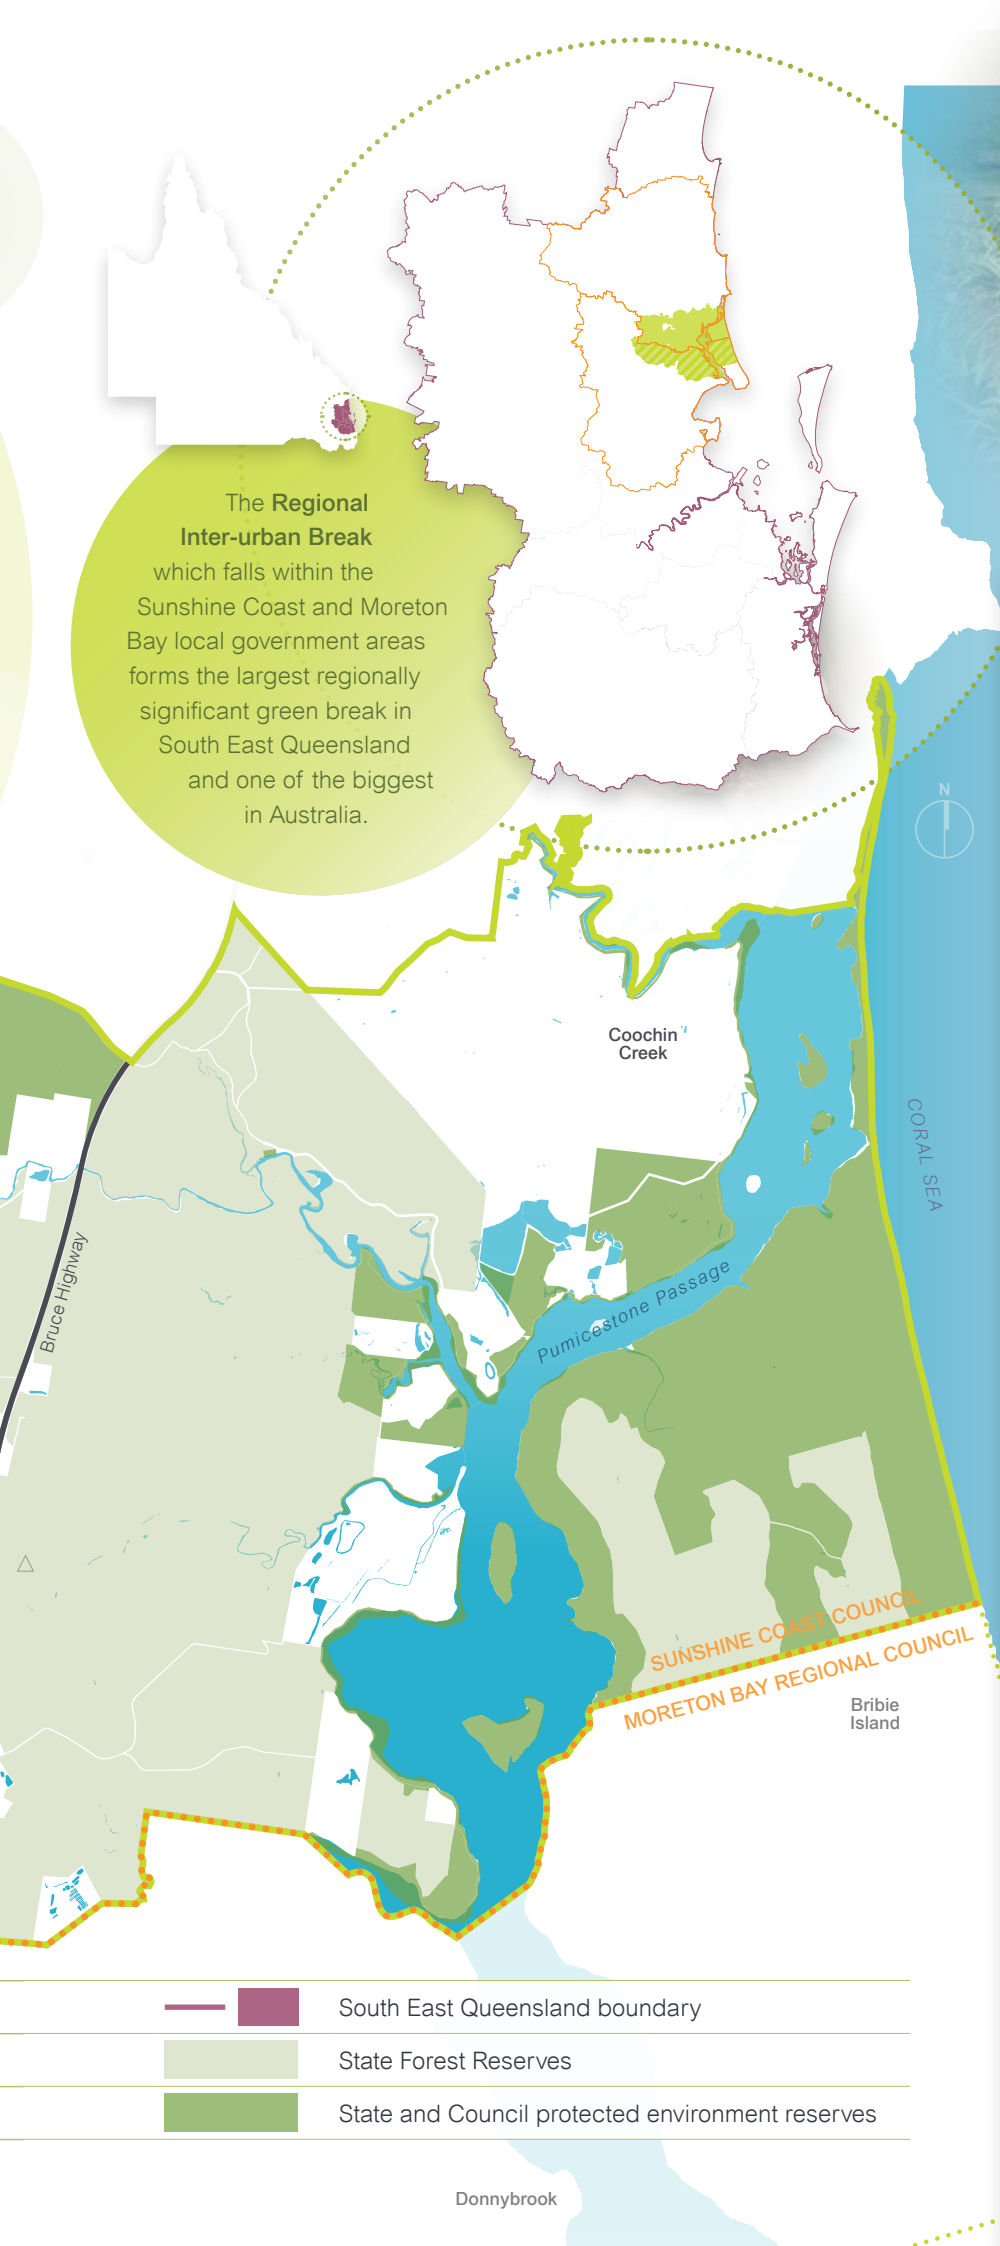 The Regional
Inter-urban Break
which falls within the
Sunshine Coast and Moreton
Bay local government areas
forms the largest regionally
significant green break in
South East Queensland
and one of the biggest
in Australia.
N
Coochin
Creek
CORAL SEA
Bruce Highway
Pumicestone Passage
SUNSHINE COAST COUNCIL
MORETON BAY REGIONAL COUNCIL
Bribie
Island
South East Queensland boundary
State Forest Reserves
State and Council protected environment reserves
Donnybrook